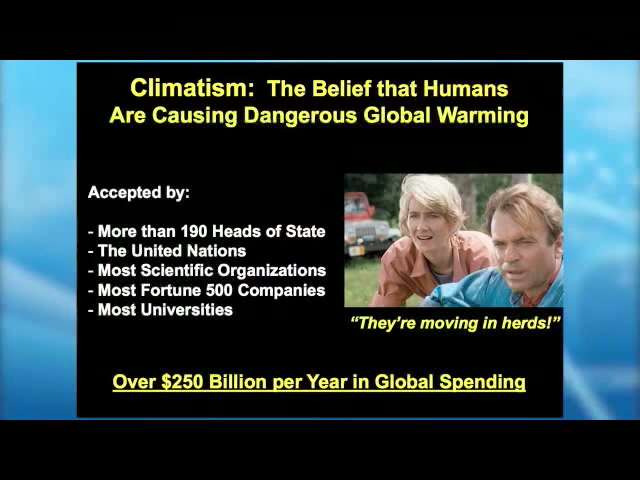 Climatism: The Belief that Humans
Are Causing Dangerous Global Warming
Accepted by:
- More than 190 Heads of State
- The United Nations
- Most Scientific Organizations
- Most Fortune 500 Companies
- Most Universities
“They’re moving in herds!”
Over $250 Billion per Year in Global Spending